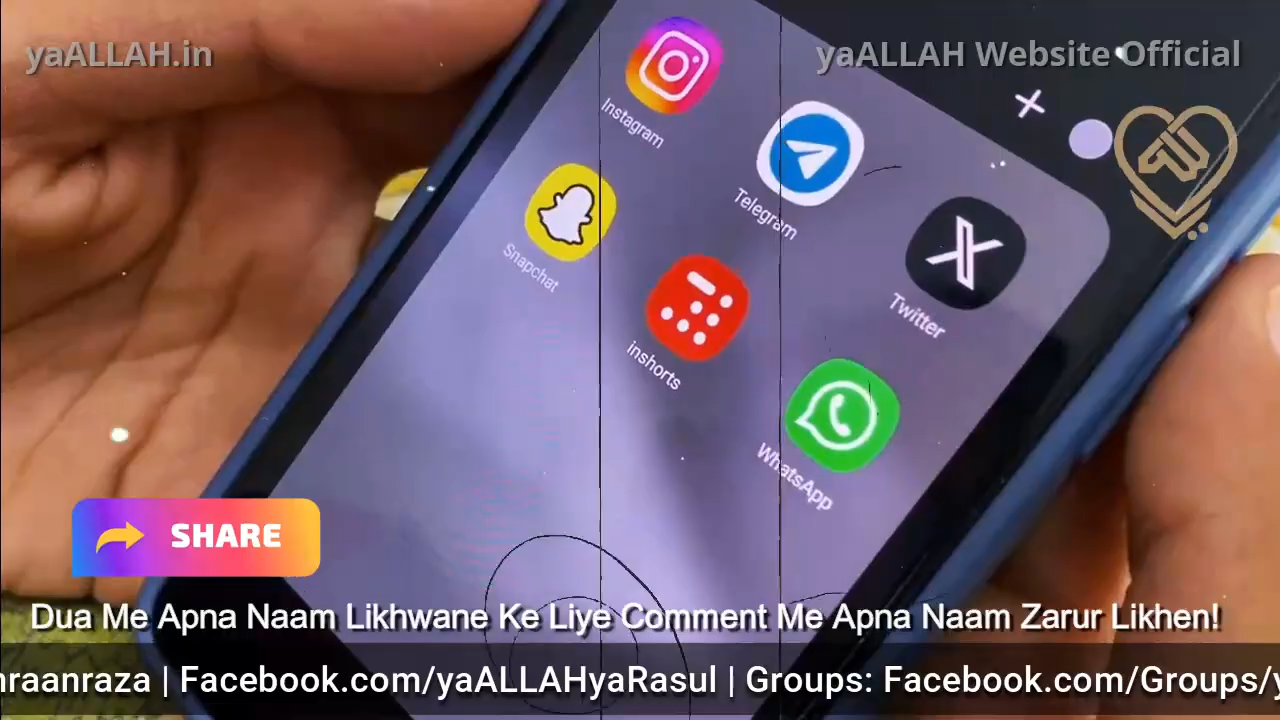 yaALLAH.in
yaALLAH Website Official
Instagram
Telegram
Snapchat
Twitter
inshorts
WhatsApp
SHARE
Dua Me Apna Naam Likhwane Ke Liye Comment Me Apna Naam Zarur Likhen!
raanraza | Facebook.com/yaALLAHyaRasul | Groups: Facebook.com/Groups/y